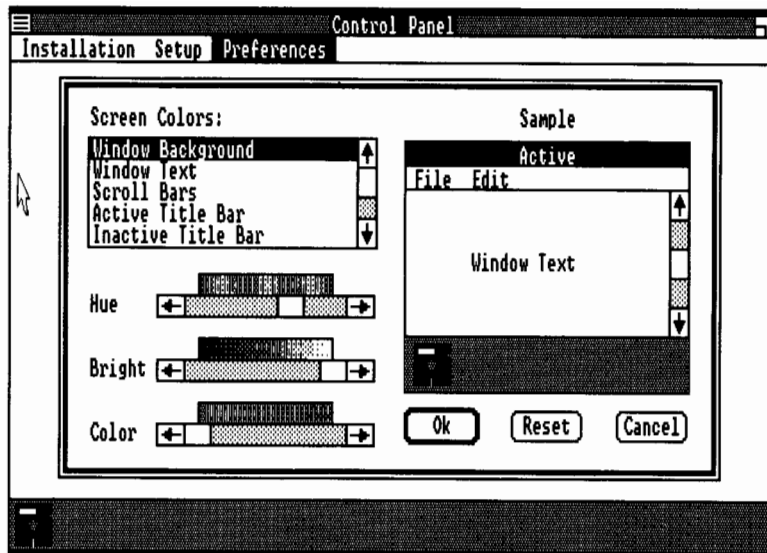 Control Panel
Installation Setup Preferences
Screen Colors:
Window Background
Window Text
Scroll Bars
Active Title Bar
Inactive Title Bar
Hue
Bright
Color
Sample
Active
File Edit
Window Text
Ok Reset Cancel